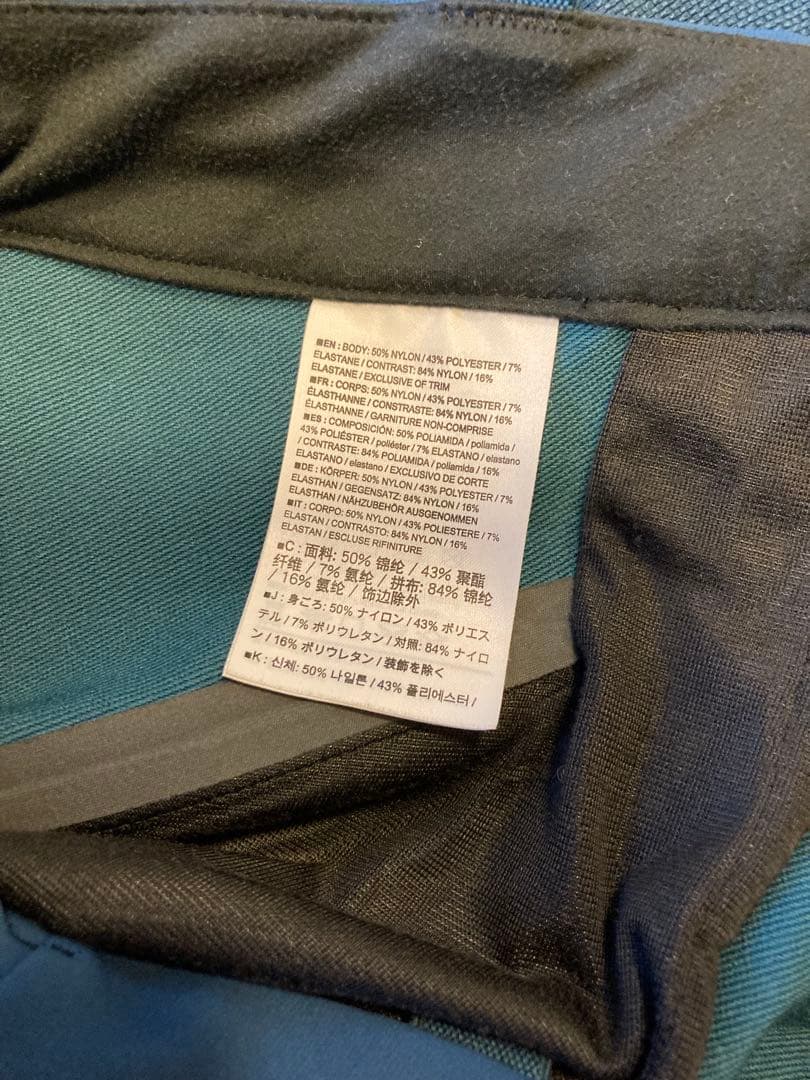 ■EN : BODY: 50% NYLON / 43% POLYESTER / 7%
ELASTANE / CONTRAST: 84% NYLON / 16%
ELASTANE / EXCLUSIVE OF TRIM
■FR : CORPS: 50% NYLON / 43% POLYESTER / 7%
ÉLASTHANNE / CONSTRASTE: 84% NYLON / 16%
ÉLASTHANNE / GARNITURE NON-COMPRISE
■ES : COMPOSICIÓN: 50% POLIAMIDA / poliamida /
43% POLIÉSTER / poliéster / 7% ELASTANO / elastano
/ CONTRASTE: 84% POLIAMIDA / poliamida / 16%
ELASTANO / elastano / EXCLUSIVO DE CORTE
■DE : KÖRPER: 50% NYLON / 43% POLYESTER / 7%
ELASTHAN / GEGENSATZ: 84% NYLON / 16%
ELASTHAN / NÄHZUBEHÖR AUSGENOMMEN
■IT : CORPO: 50% NYLON / 43% POLIESTERE / 7%
ELASTAN / CONTRASTO: 84% NYLON / 16%
ELASTAN / ESCLUSE RIFINITURE
■C : 面料: 50% 锦纶 / 43% 聚酯
纤维 / 7% 氨纶 / 拼布: 84% 锦纶
/ 16% 氨纶 / 饰边除外
■J : 身ごろ: 50% ナイロン / 43% ポリエス
テル / 7% ポリウレタン / 対照: 84% ナイロ
ン / 16% ポリウレタン / 装飾を除く
■K : 신체: 50% 나일론 / 43% 폴리에스터 /